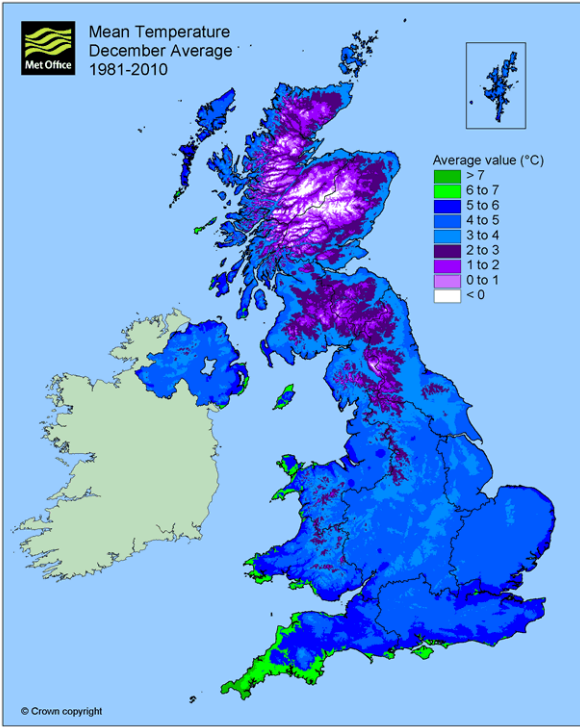 Met Office
Mean Temperature
December Average
1981-2010
Average value (°C)
> 7
6 to 7
5 to 6
4 to 5
3 to 4
2 to 3
1 to 2
0 to 1
< 0
© Crown copyright